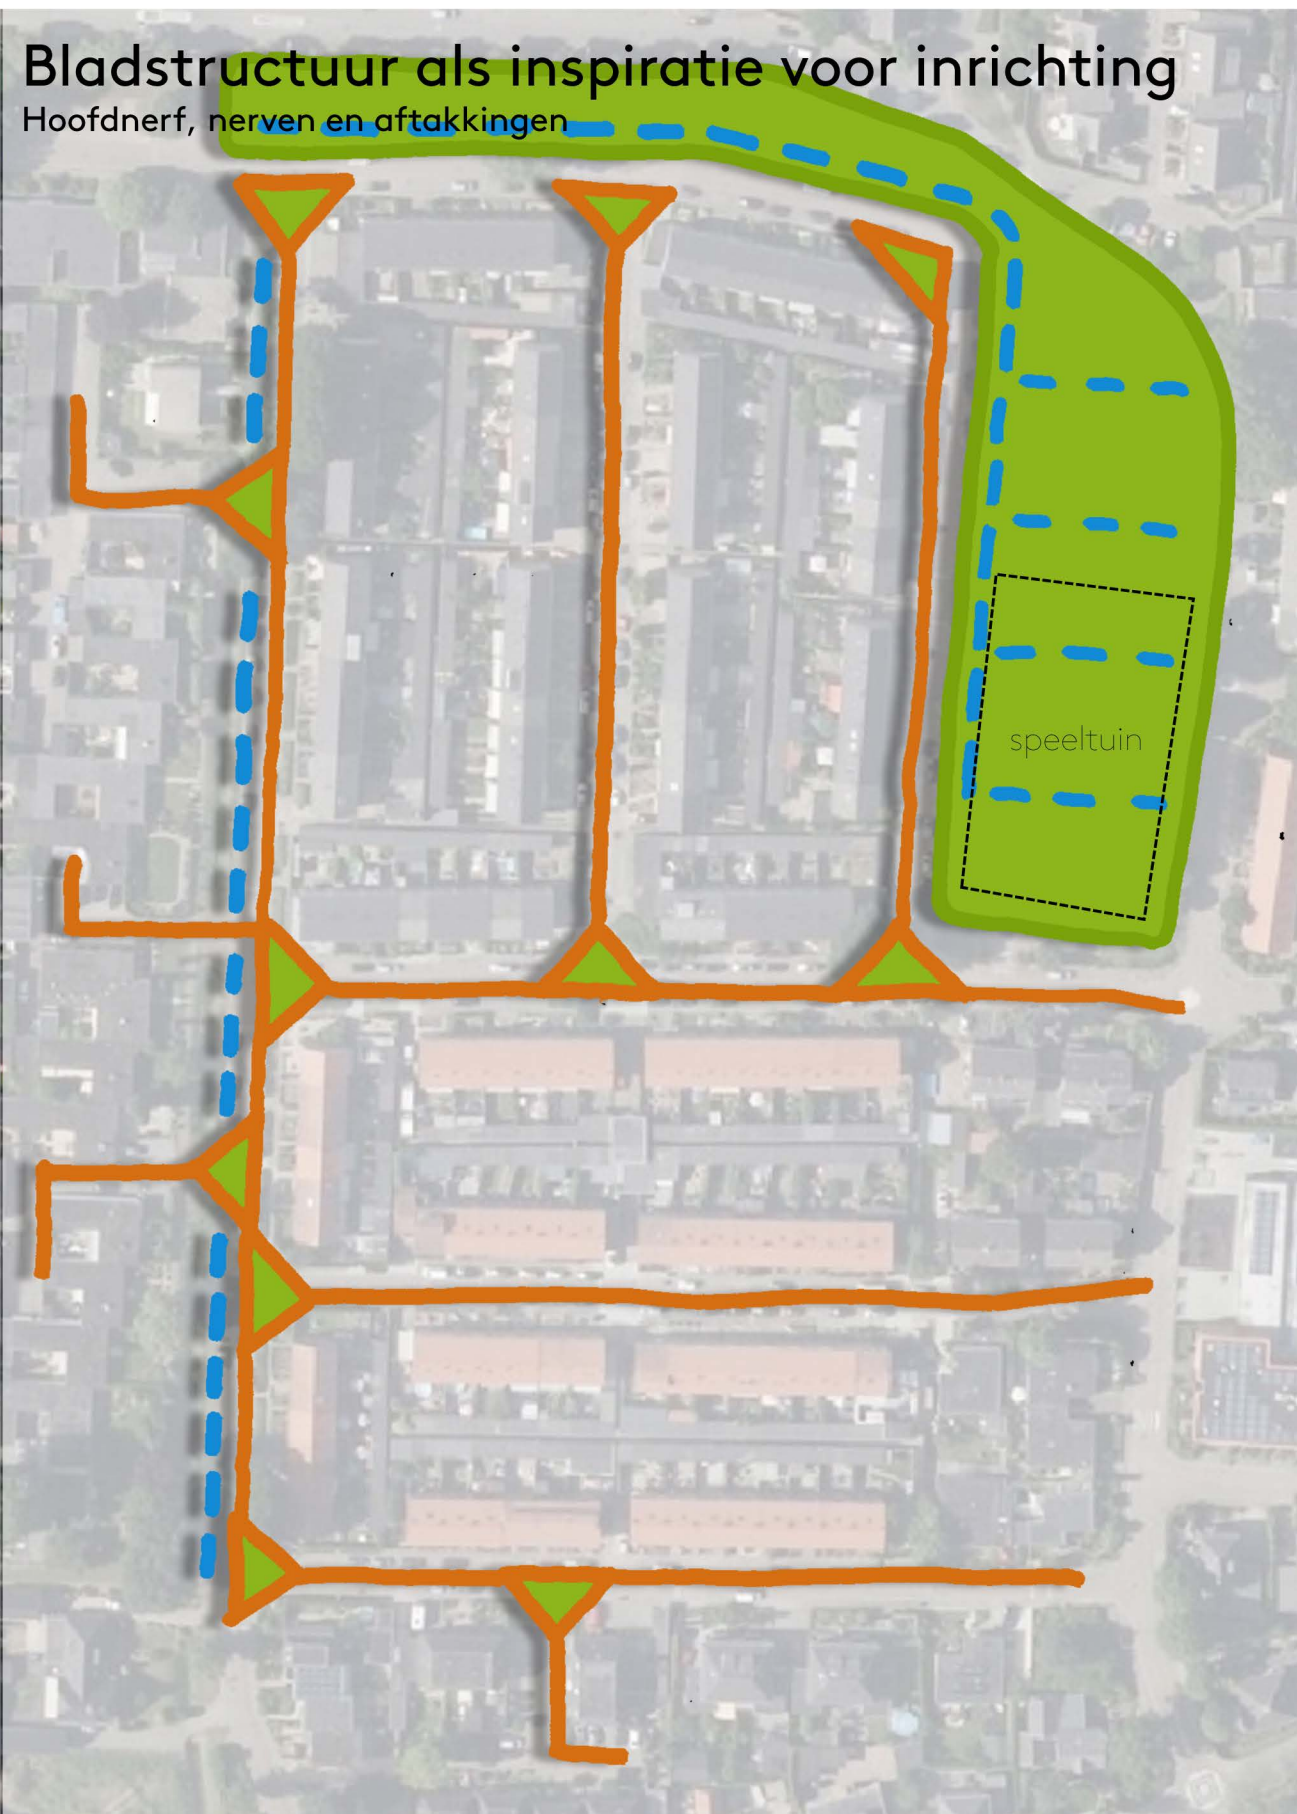 Bladstructuur als inspiratie voor inrichting
Hoofdnerf, nerven en aftakkingen
speeltuin